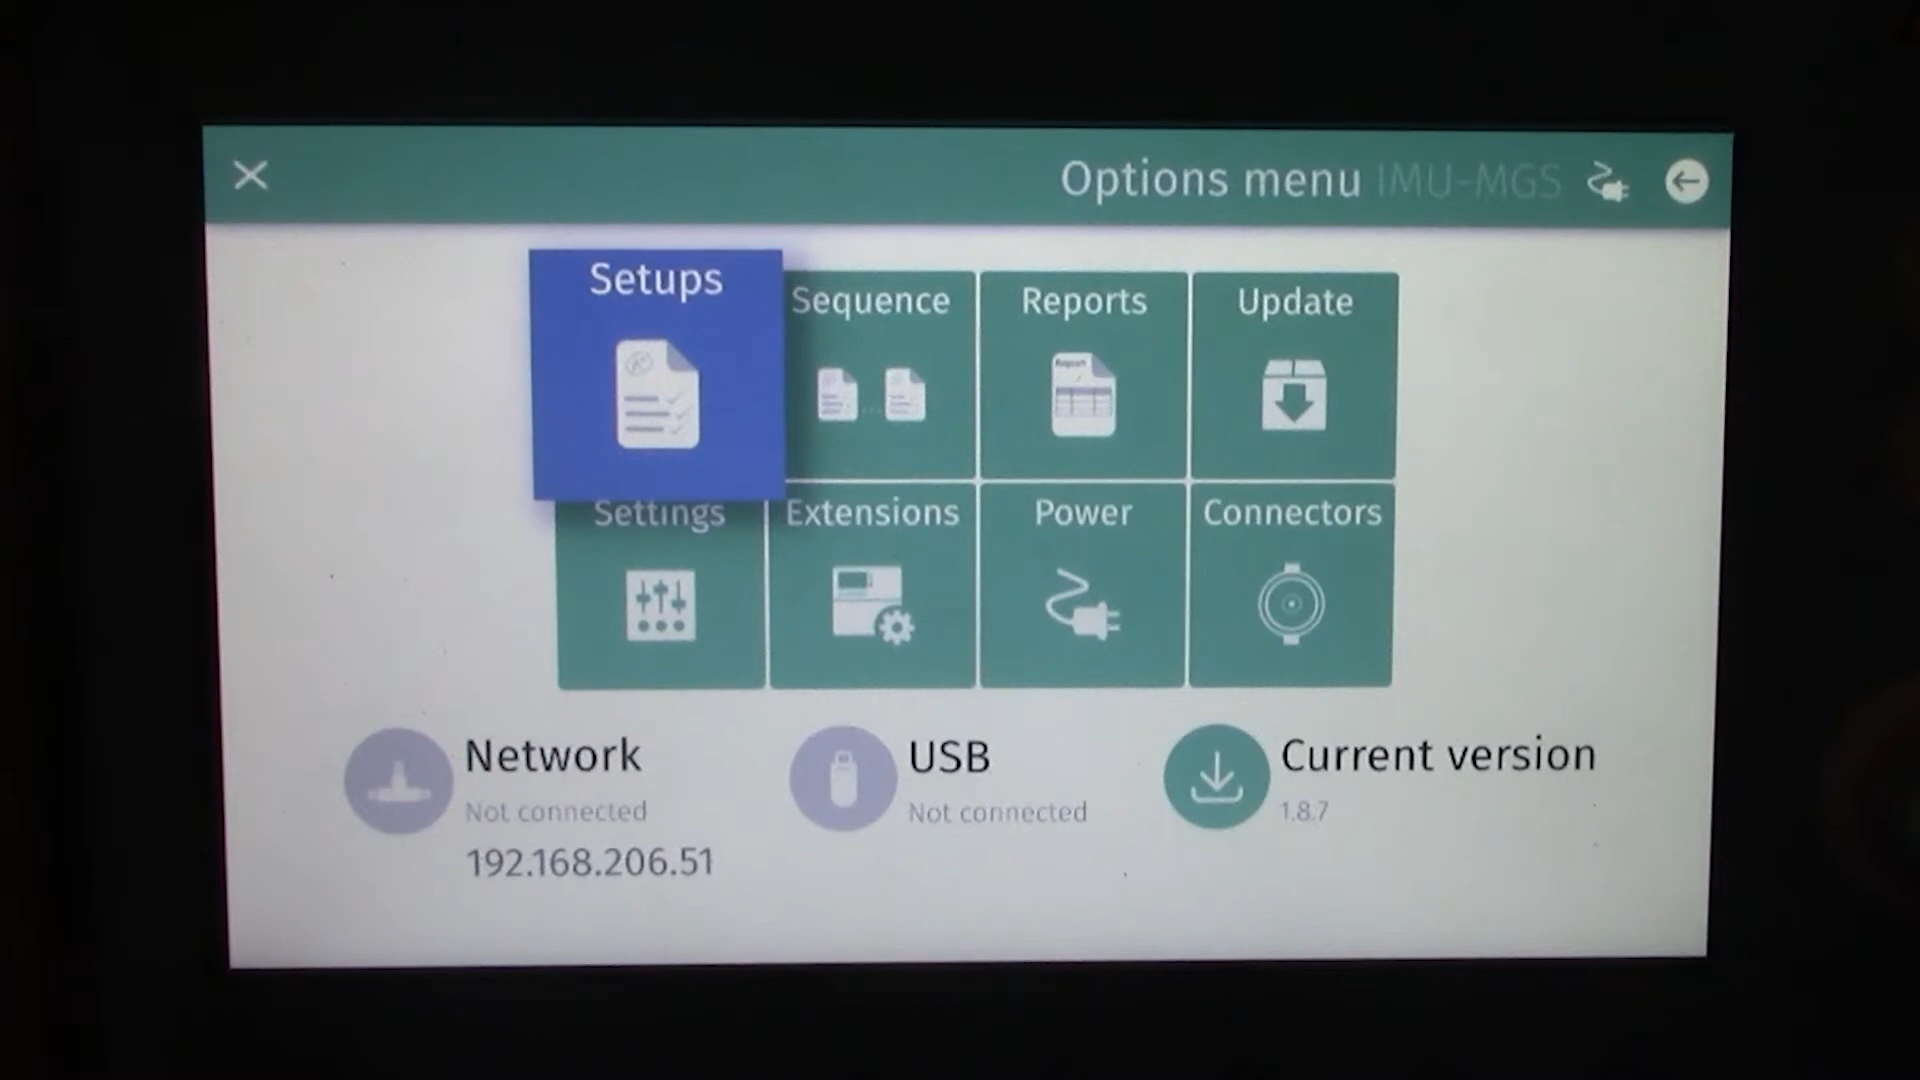 Options menu IMU-MGS
Setups
Sequence
Reports
Update
Report
Settings
Extensions
Power
Connectors
Network
Not connected
192.168.206.51
USB
Not connected
Current version
1.8.7